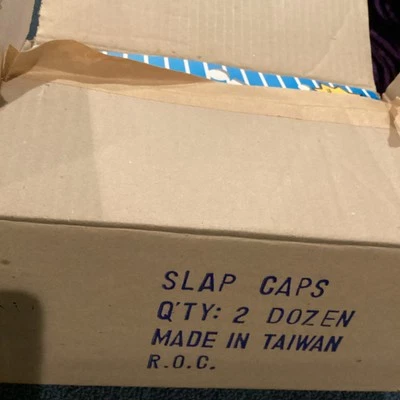 SLAP CAPS
Q'TY: 2 DOZEN
MADE IN TAIWAN
R.O.C.